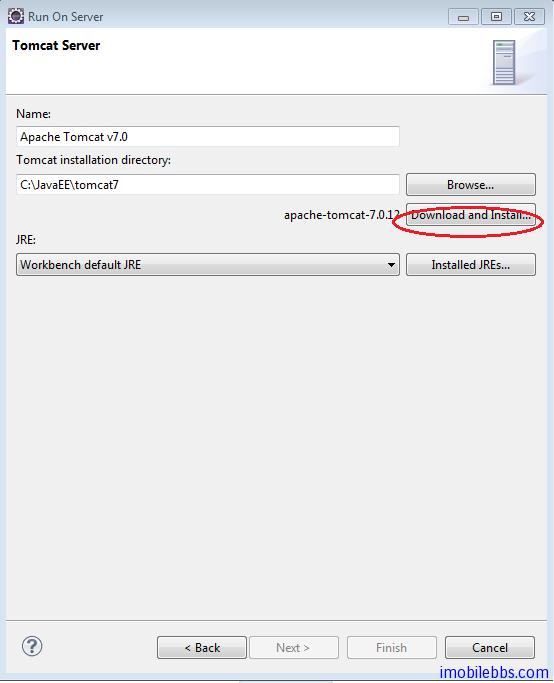 Run On Server
Tomcat Server
Name:
Apache Tomcat v7.0
Tomcat installation directory:
C:\JavaEE\tomcat7
Browse...
apache-tomcat-7.0.12
Download and Install...
JRE:
Workbench default JRE
Installed JREs...
?
< Back
Next >
Finish
Cancel
imobilebbs.com